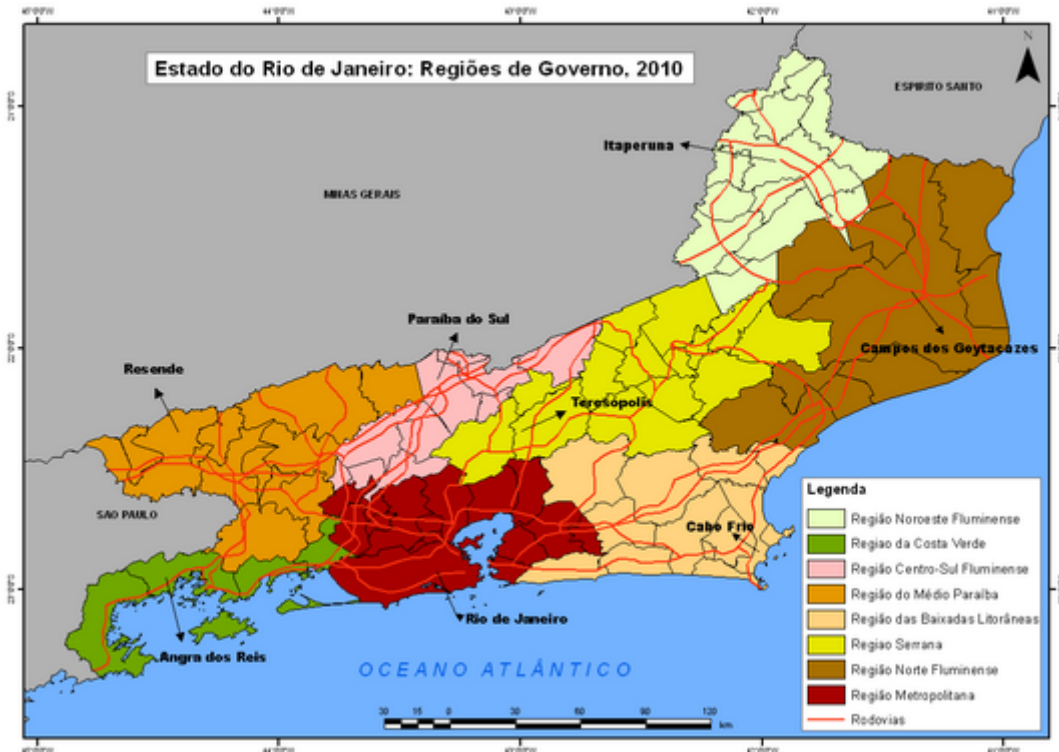 Estado do Rio de Janeiro: Regiões de Governo, 2010
N
ESPIRITO SANTO
Itaperuna
MINAS GERAIS
Paraíba do Sul
Campos dos Goytacazes
Resende
Teresópolis
SAO PAULO
Cabo Frio
Rio de Janeiro
Angra dos Reis
OCEANO ATLÂNTICO
30 15 0 30 60 90 120
km
Legenda
Região Noroeste Fluminense
Regiao da Costa Verde
Região Centro-Sul Fluminense
Região do Médio Paraíba
Região das Baixadas Litorâneas
Regiao Serrana
Região Norte Fluminense
Região Metropolitana
Rodovias